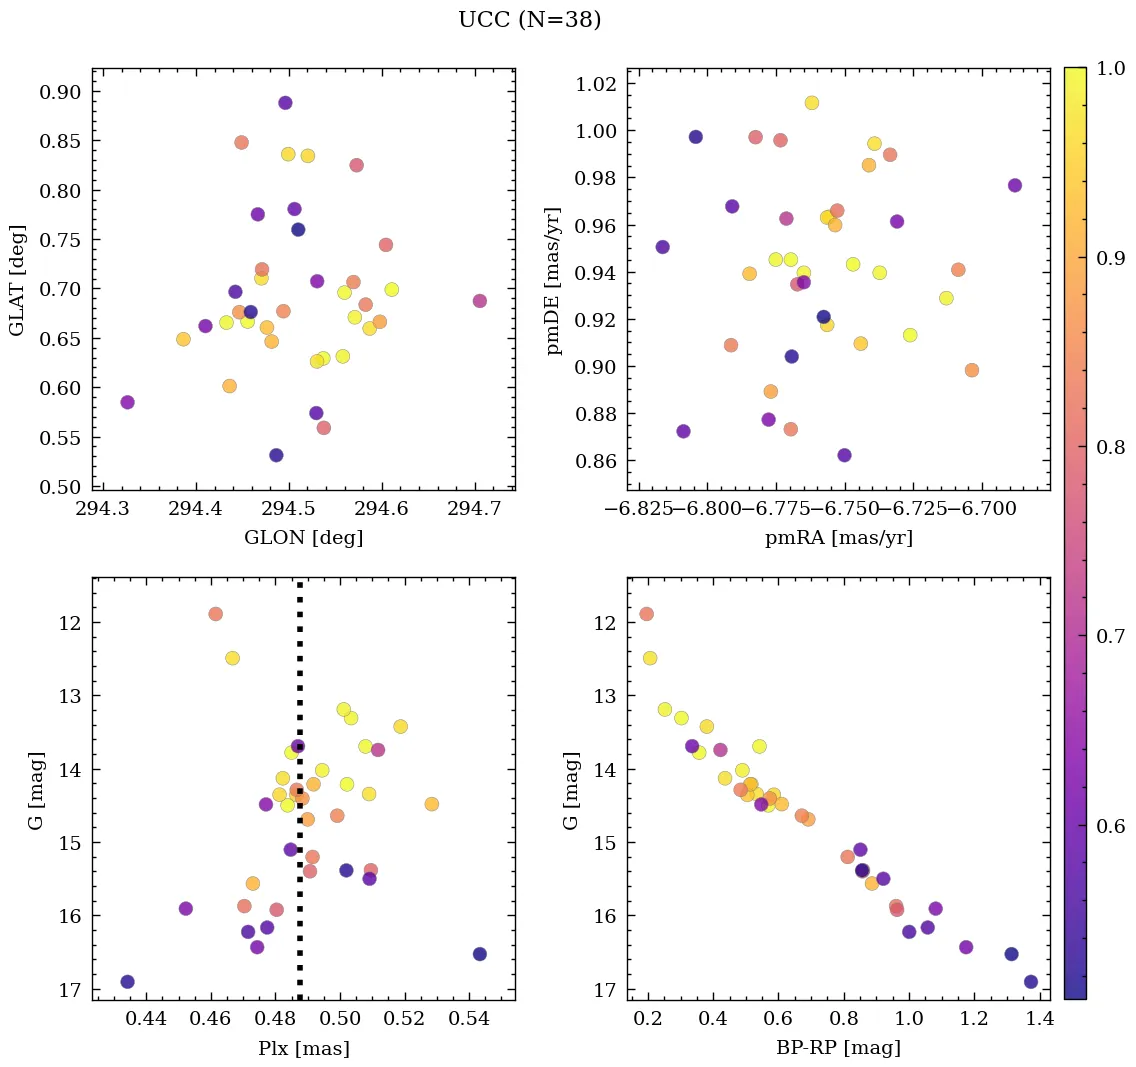 UCC (N=38)
0.90
0.85
0.80
0.75
0.70
0.65
0.60
0.55
0.50
GLAT [deg]
294.3 294.4 294.5 294.6 294.7
GLON [deg]
1.02
1.00
0.98
0.96
0.94
0.92
0.90
0.88
0.86
pmDE [mas/yr]
−6.825 −6.800 −6.775 −6.750 −6.725 −6.700
pmRA [mas/yr]
12
13
14
15
16
17
G [mag]
0.44 0.46 0.48 0.50 0.52 0.54
Plx [mas]
12
13
14
15
16
17
G [mag]
0.2 0.4 0.6 0.8 1.0 1.2 1.4
BP-RP [mag]
1.0
0.9
0.8
0.7
0.6